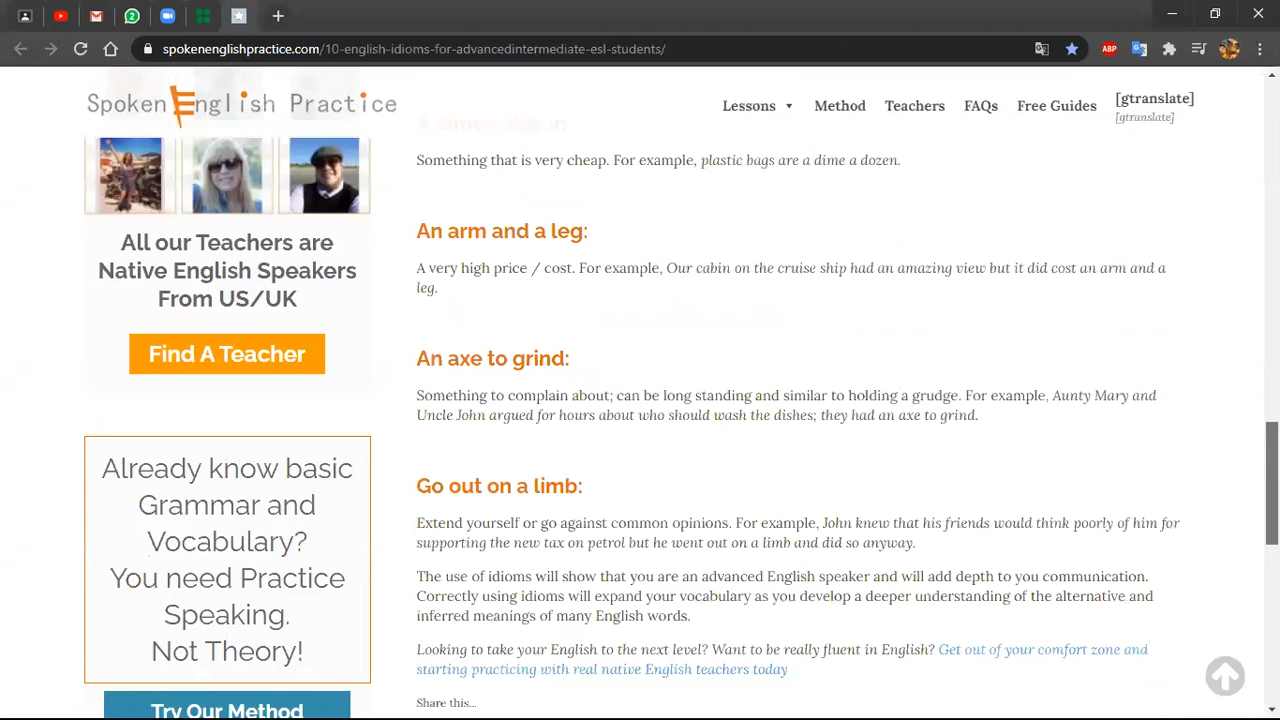 2
spokenenglishpractice.com/10-english-idioms-for-advancedintermediate-esl-students/
ABP
Spoken English Practice
Lessons
Method
Teachers
FAQs
Free Guides
[gtranslate]
[gtranslate]
All our Teachers are
Native English Speakers
From US/UK
Find A Teacher
Already know basic
Grammar and
Vocabulary?
You need Practice
Speaking.
Not Theory!
Try Our Method
Something that is very cheap. For example, plastic bags are a dime a dozen.
An arm and a leg:
A very high price / cost. For example, Our cabin on the cruise ship had an amazing view but it did cost an arm and a
leg.
An axe to grind:
Something to complain about; can be long standing and similar to holding a grudge. For example, Aunty Mary and
Uncle John argued for hours about who should wash the dishes; they had an axe to grind.
Go out on a limb:
Extend yourself or go against common opinions. For example, John knew that his friends would think poorly of him for
supporting the new tax on petrol but he went out on a limb and did so anyway.
The use of idioms will show that you are an advanced English speaker and will add depth to you communication.
Correctly using idioms will expand your vocabulary as you develop a deeper understanding of the alternative and
inferred meanings of many English words.
Looking to take your English to the next level? Want to be really fluent in English? Get out of your comfort zone and
starting practicing with real native English teachers today
Share this...